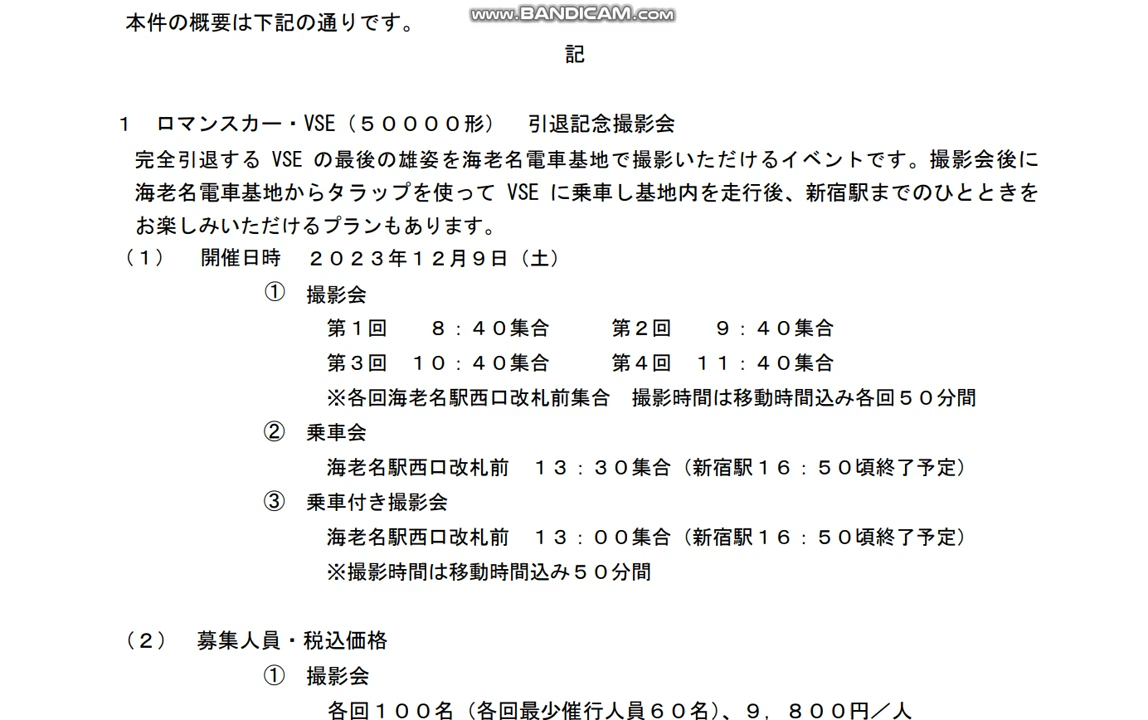 www.BANDICAM.com
本件の概要は下記の通りです。
記
１　ロマンスカー・VSE（５００００形）　引退記念撮影会
完全引退する VSE の最後の雄姿を海老名電車基地で撮影いただけるイベントです。撮影会後に
海老名電車基地からタラップを使って VSE に乗車し基地内を走行後、新宿駅までのひとときを
お楽しみいただけるプランもあります。
（１）　開催日時　２０２３年１２月９日（土）
①　撮影会
第１回　　８：４０集合　　　第２回　　９：４０集合
第３回　１０：４０集合　　　第４回　１１：４０集合
※各回海老名駅西口改札前集合　撮影時間は移動時間込み各回５０分間
②　乗車会
海老名駅西口改札前　１３：３０集合（新宿駅１６：５０頃終了予定）
③　乗車付き撮影会
海老名駅西口改札前　１３：００集合（新宿駅１６：５０頃終了予定）
※撮影時間は移動時間込み５０分間
（２）　募集人員・税込価格
①　撮影会
各回１００名（各回最少催行人員６０名）、９，８００円／人